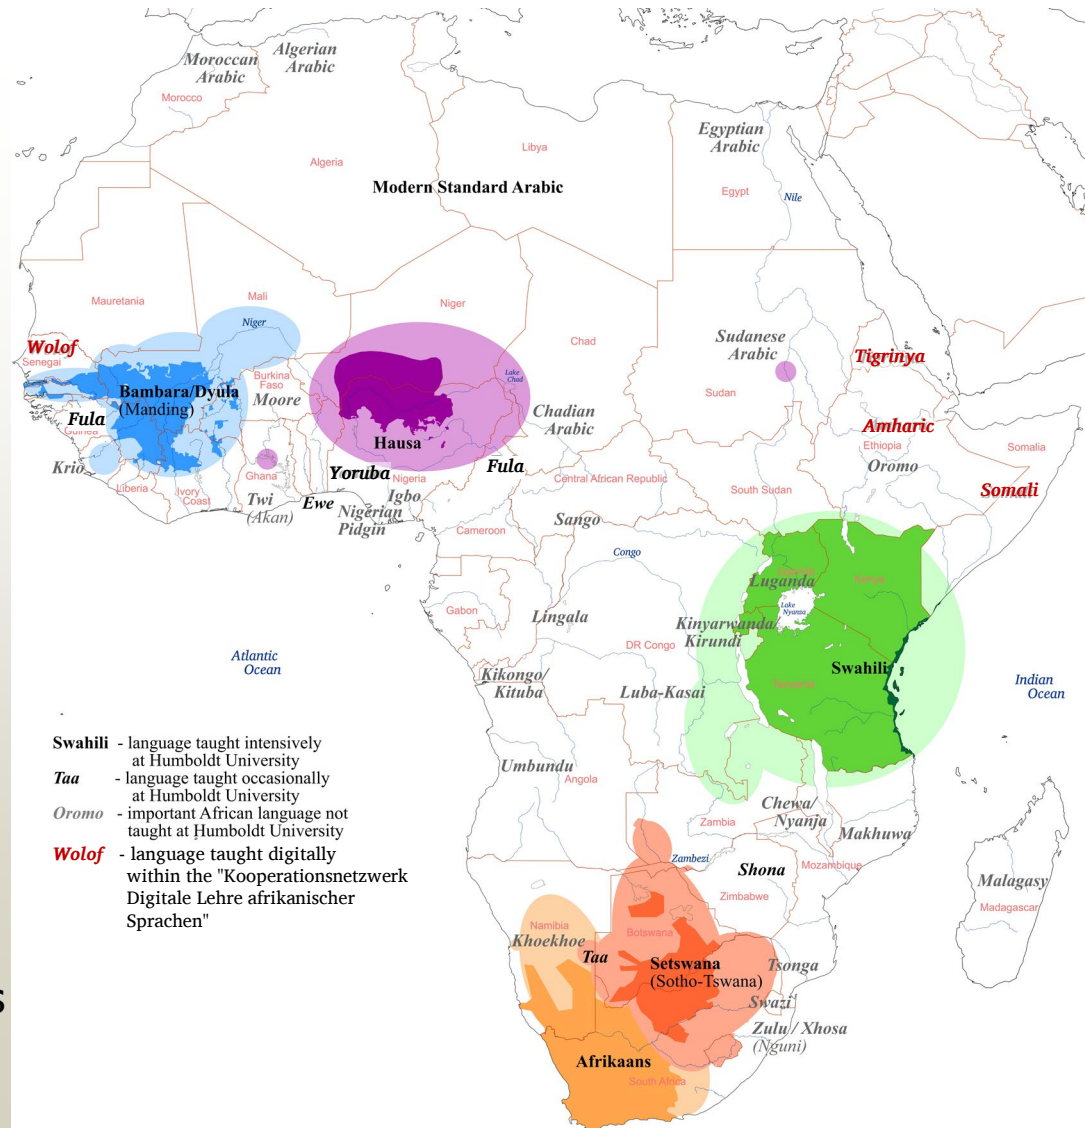 Moroccan
Arabic
Algerian
Arabic
Morocco
Egyptian
Arabic
Libya
Algeria
Modern Standard Arabic
Egypt
Nile
Mauretania
Mali
Niger
Niger
Chad
Sudanese
Arabic
Sudan
Wolof
Senegal
Tigrinya
Bambara/Dyula
(Manding)
Burkina
Faso
Moore
Lake
Chad
Hausa
Chadian
Arabic
Amharic
Ethiopia
Oromo
Somalia
Somali
Fula
Guinea
Krio
Liberia
Ivory
Coast
Ghana
Twi
(Akan)
Ewe
Yoruba
Nigeria
Igbo
Nigerian
Pidgin
Fula
Cameroon
Central African Republic
South Sudan
Sango
Congo
Gabon
Lingala
Luganda
Kenya
Lake
Nyanza
Kinyarwanda/
Kirundi
DR Congo
Swahili
Tanzania
Atlantic
Ocean
Indian
Ocean
Kikongo/
Kituba
Luba-Kasai
Umbundu
Angola
Chewa/
Nyanja
Zambia
Makhuwa
Mozambique
Zambezi
Shona
Zimbabwe
Malagasy
Madagascar
Namibia
Khoekhoe
Taa
Botswana
Setswana
(Sotho-Tswana)
Tsonga
Swazi
Zulu / Xhosa
(Nguni)
Afrikaans
South Africa
Swahili - language taught intensively
at Humboldt University
Taa - language taught occasionally
at Humboldt University
Oromo - important African language not
taught at Humboldt University
Wolof - language taught digitally
within the "Kooperationsnetzwerk
Digitale Lehre afrikanischer
Sprachen"
s